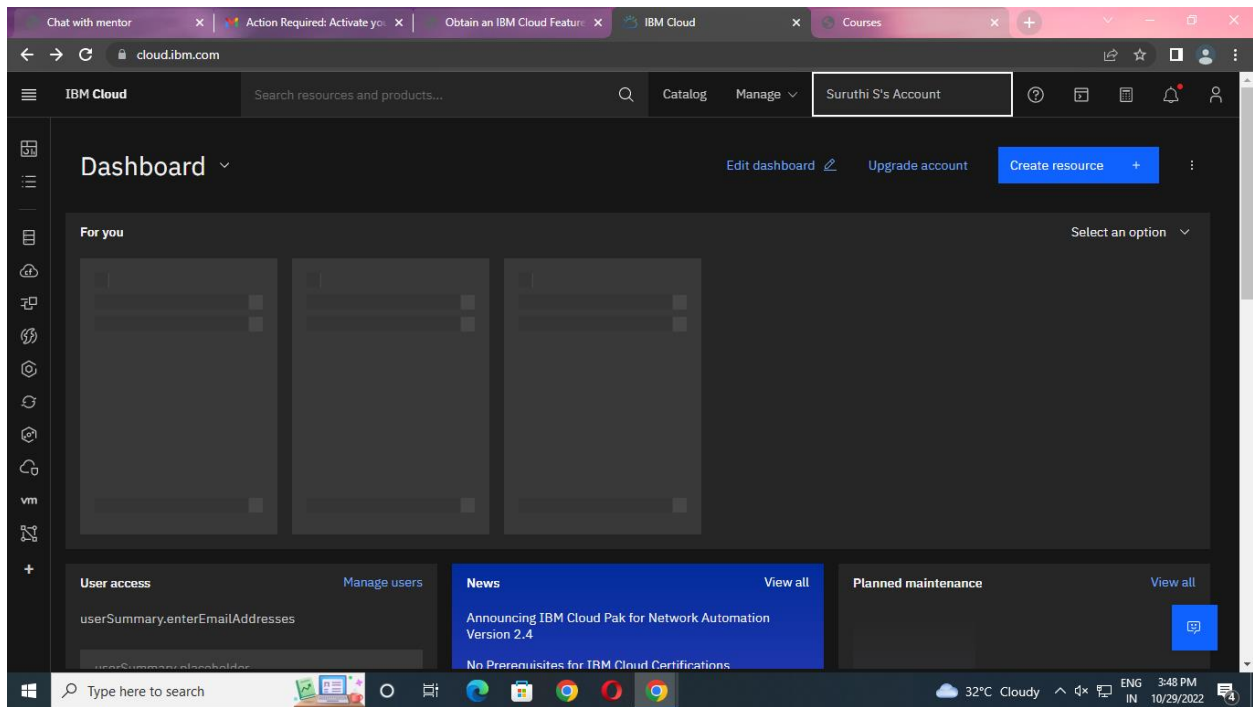 Chat with mentor
Action Required: Activate you
Obtain an IBM Cloud Feature
IBM Cloud
Courses
cloud.ibm.com
IBM Cloud
Search resources and products...
Catalog
Manage
Suruthi S's Account
Dashboard
Edit dashboard
Upgrade account
Create resource +
For you
Select an option
vm
User access
Manage users
userSummary.enterEmailAddresses
userSummary.placeholder
News
View all
Announcing IBM Cloud Pak for Network Automation
Version 2.4
No Prerequisites for IBM Cloud Certifications
Planned maintenance
View all
Type here to search
32°C Cloudy
ENG
IN
3:48 PM
10/29/2022
4